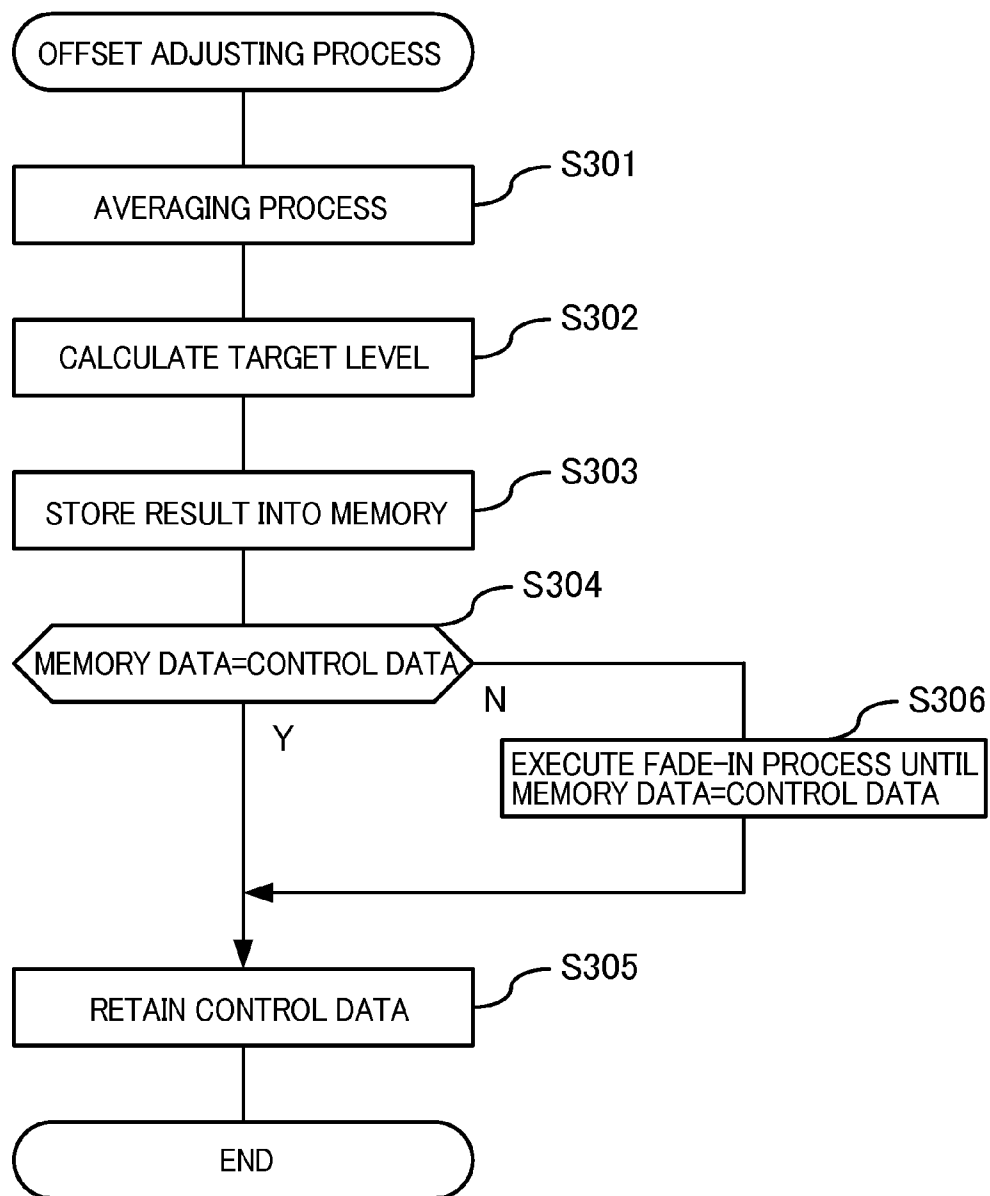 OFFSET ADJUSTING PROCESS
S301
AVERAGING PROCESS
S302
CALCULATE TARGET LEVEL
S303
STORE RESULT INTO MEMORY
S304
MEMORY DATA=CONTROL DATA
N
Y
S306
EXECUTE FADE-IN PROCESS UNTIL
MEMORY DATA=CONTROL DATA
S305
RETAIN CONTROL DATA
END